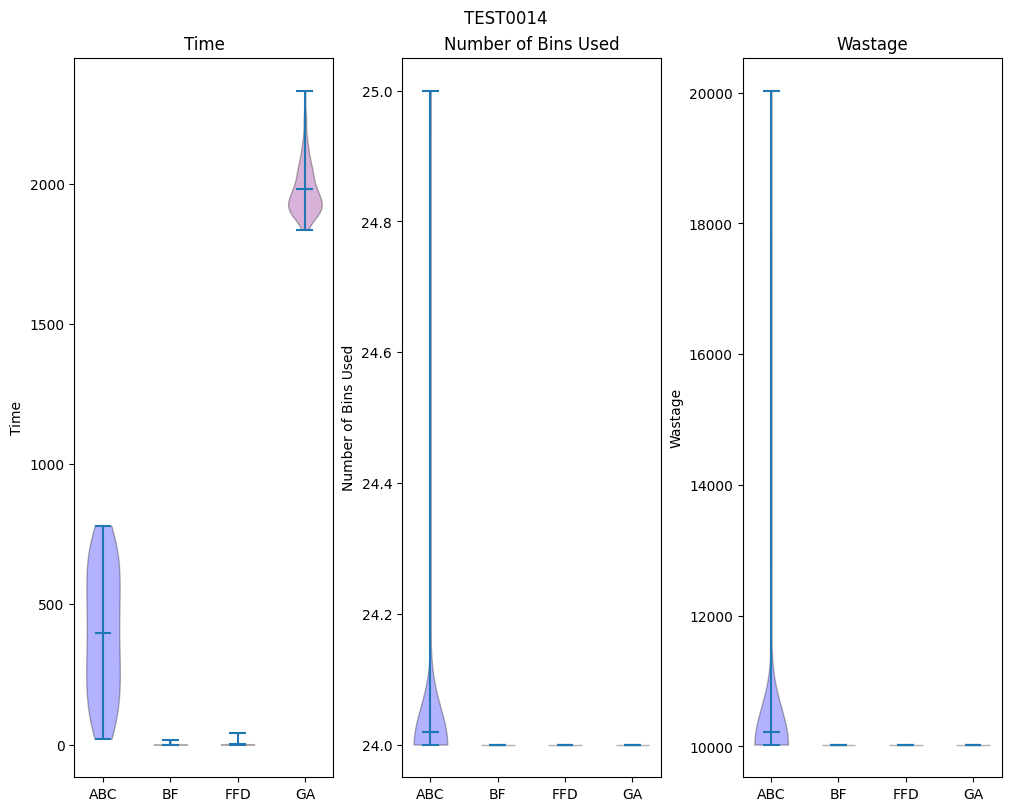 TEST0014
Time
Number of Bins Used
Wastage
Time
2000
1500
1000
500
0
ABC
BF
FFD
GA
Number of Bins Used
25.0
24.8
24.6
24.4
24.2
24.0
ABC
BF
FFD
GA
Wastage
20000
18000
16000
14000
12000
10000
ABC
BF
FFD
GA